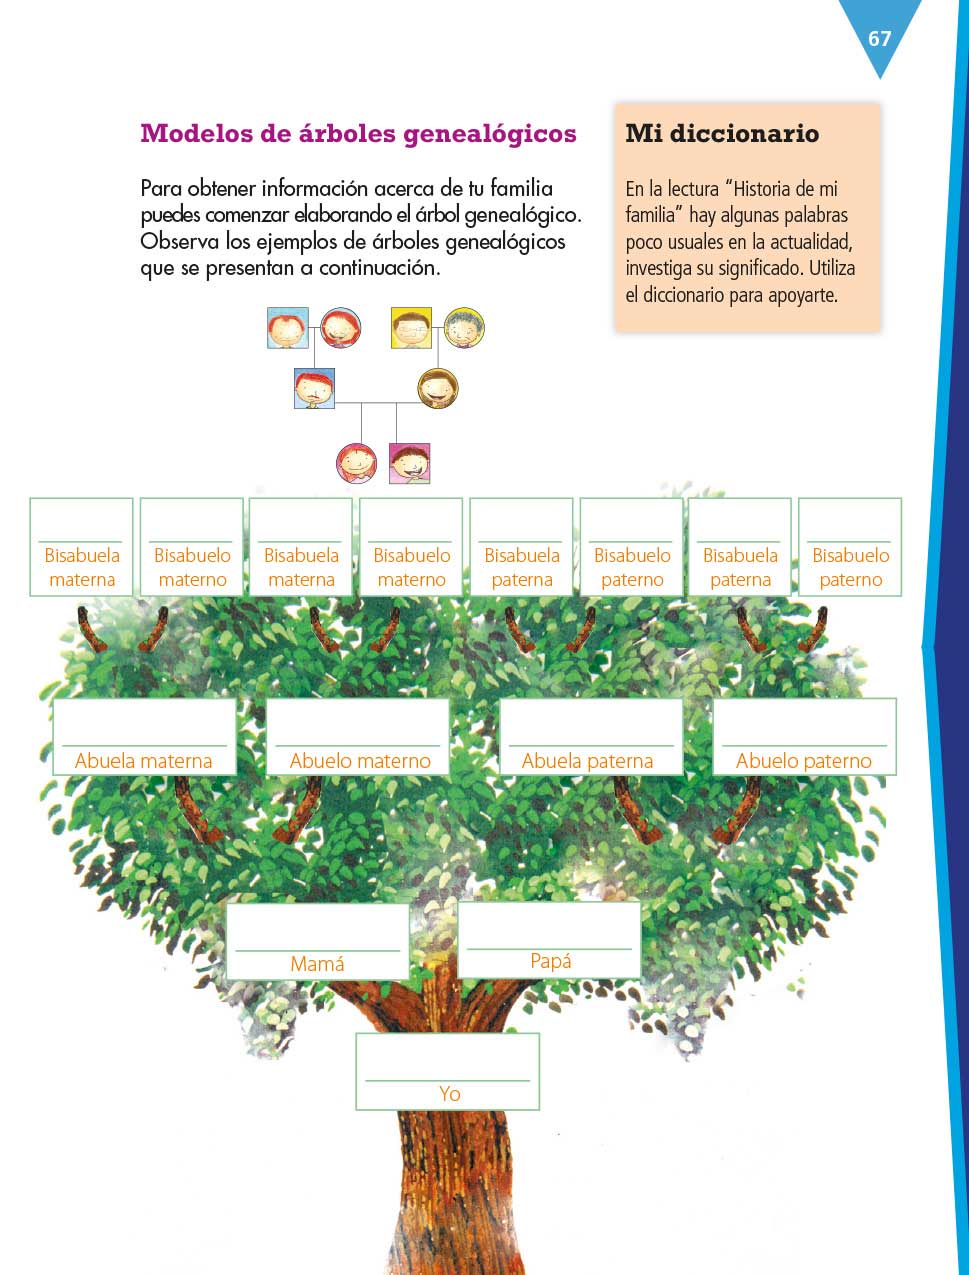 67
Modelos de árboles genealógicos
Para obtener información acerca de tu familia
puedes comenzar elaborando el árbol genealógico.
Observa los ejemplos de árboles genealógicos
que se presentan a continuación.
Mi diccionario
En la lectura “Historia de mi
familia” hay algunas palabras
poco usuales en la actualidad,
investiga su significado. Utiliza
el diccionario para apoyarte.
Bisabuela
materna
Bisabuelo
materno
Bisabuela
materna
Bisabuelo
materno
Bisabuela
paterna
Bisabuelo
paterno
Bisabuela
paterna
Bisabuelo
paterno
Abuela materna
Abuelo materno
Abuela paterna
Abuelo paterno
Mamá
Papá
Yo